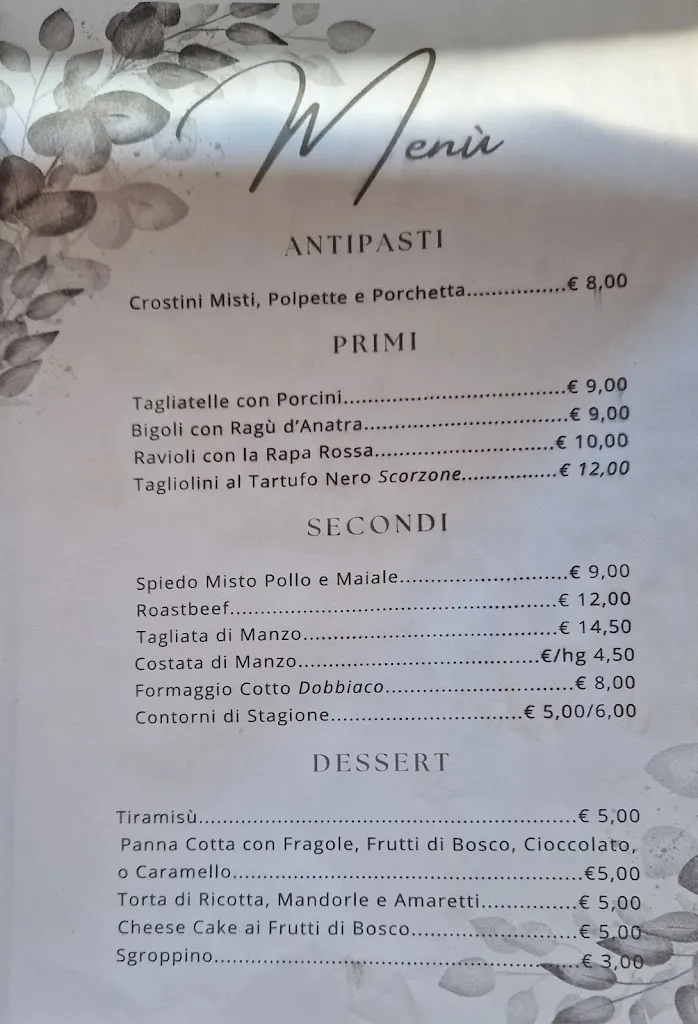 Menù
ANTIPASTI
Crostini Misti, Polpette e Porchetta................€ 8,00
PRIMI
Tagliatelle con Porcini....................................€ 9,00
Bigoli con Ragù d'Anatra.................................€ 9,00
Ravioli con la Rapa Rossa.............................€ 10,00
Tagliolini al Tartufo Nero Scorzone................€ 12,00
SECONDI
Spiedo Misto Pollo e Maiale...........................€ 9,00
Roastbeef.....................................................€ 12,00
Tagliata di Manzo.........................................€ 14,50
Costata di Manzo.......................................€/hg 4,50
Formaggio Cotto Dobbiaco..............................€ 8,00
Contorni di Stagione...............................€ 5,00/6,00
DESSERT
Tiramisù..............................................................€ 5,00
Panna Cotta con Fragole, Frutti di Bosco, Cioccolato,
o Caramello.........................................................€5,00
Torta di Ricotta, Mandorle e Amaretti................€ 5,00
Cheese Cake ai Frutti di Bosco...........................€ 5,00
Sgroppino............................................................€ 3,00